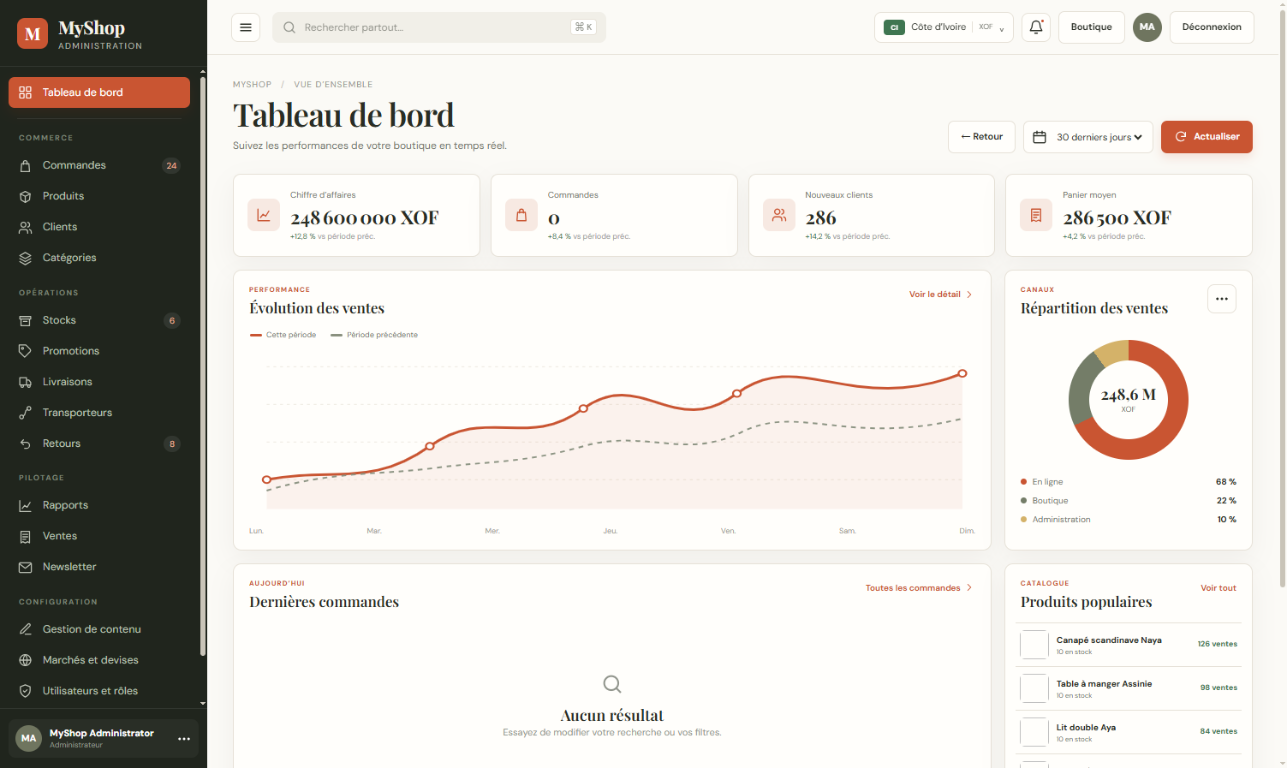 M
MyShop
ADMINISTRATION
Tableau de bord
COMMERCE
Commandes 24
Produits
Clients
Catégories
OPÉRATIONS
Stocks 6
Promotions
Livraisons
Transporteurs
Retours 8
PILOTAGE
Rapports
Ventes
Newsletter
CONFIGURATION
Gestion de contenu
Marchés et devises
Utilisateurs et rôles
MA
MyShop Administrator
Administrateur
Rechercher partout... ⌘ K
CI Côte d'Ivoire XOF
Boutique
MA
Déconnexion
MYSHOP / VUE D'ENSEMBLE
Tableau de bord
Suivez les performances de votre boutique en temps réel.
← Retour
30 derniers jours
Actualiser
Chiffre d'affaires
248 600 000 XOF
+12,8 % vs période préc.
Commandes
0
+8,4 % vs période préc.
Nouveaux clients
286
+14,2 % vs période préc.
Panier moyen
286 500 XOF
+4,2 % vs période préc.
PERFORMANCE
Évolution des ventes
Voir le détail
Cette période Période précédente
Lun. Mar. Mer. Jeu. Ven. Sam. Dim.
CANAUX
Répartition des ventes
248,6 M
XOF
En ligne 68 %
Boutique 22 %
Administration 10 %
AUJOURD'HUI
Dernières commandes
Toutes les commandes
Aucun résultat
Essayez de modifier votre recherche ou vos filtres.
CATALOGUE
Produits populaires
Voir tout
Canapé scandinave Naya
10 en stock
126 ventes
Table à manger Assinie
10 en stock
98 ventes
Lit double Aya
10 en stock
84 ventes